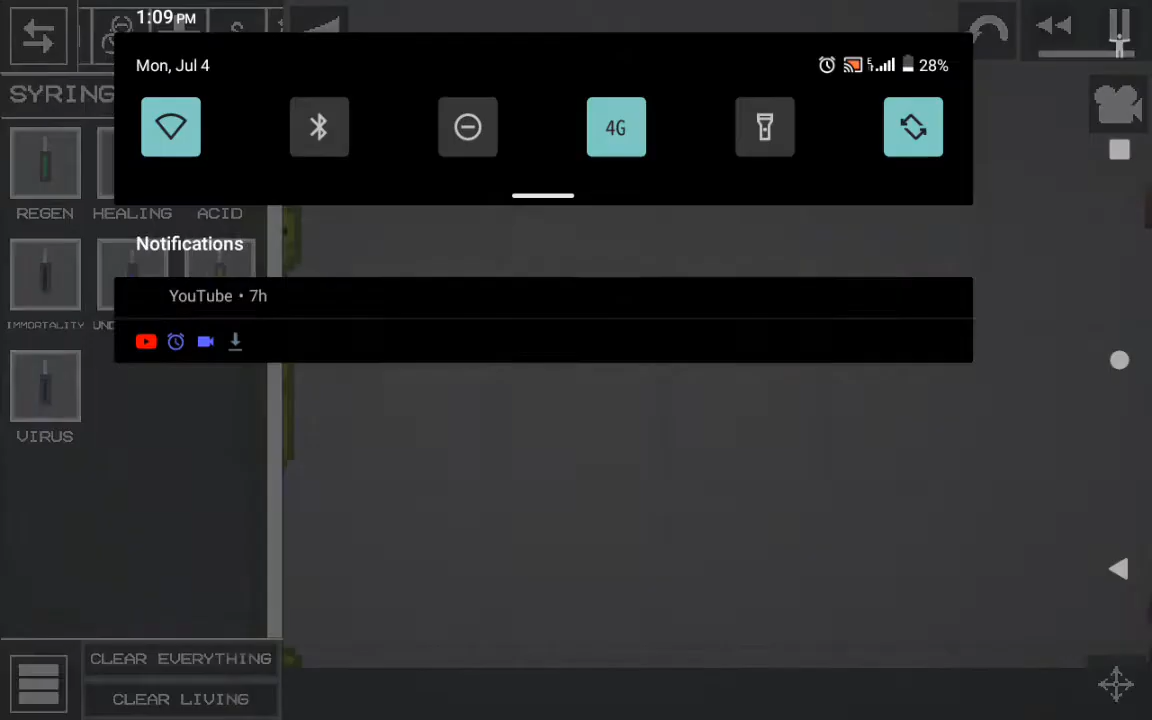 1:09 PM
Mon, Jul 4
28%
4G
SYRING
REGEN
HEALING
ACID
Notifications
YouTube • 7h
IMMORTALITY
UND
VIRUS
CLEAR EVERYTHING
CLEAR LIVING